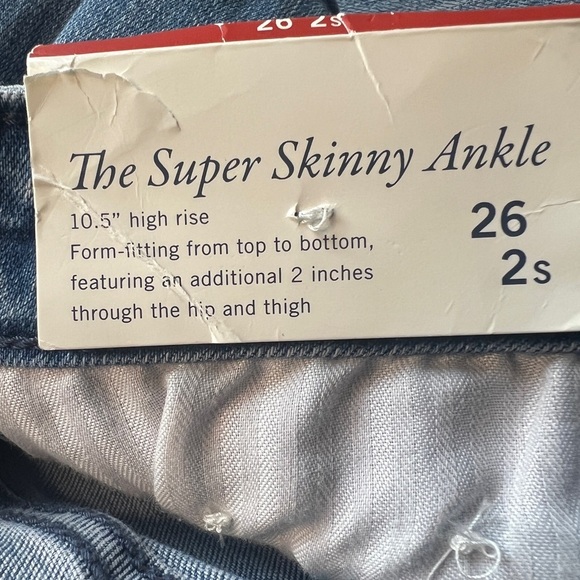 26 2s
The Super Skinny Ankle
10.5" high rise
Form-fitting from top to bottom,
featuring an additional 2 inches
through the hip and thigh
26
2s